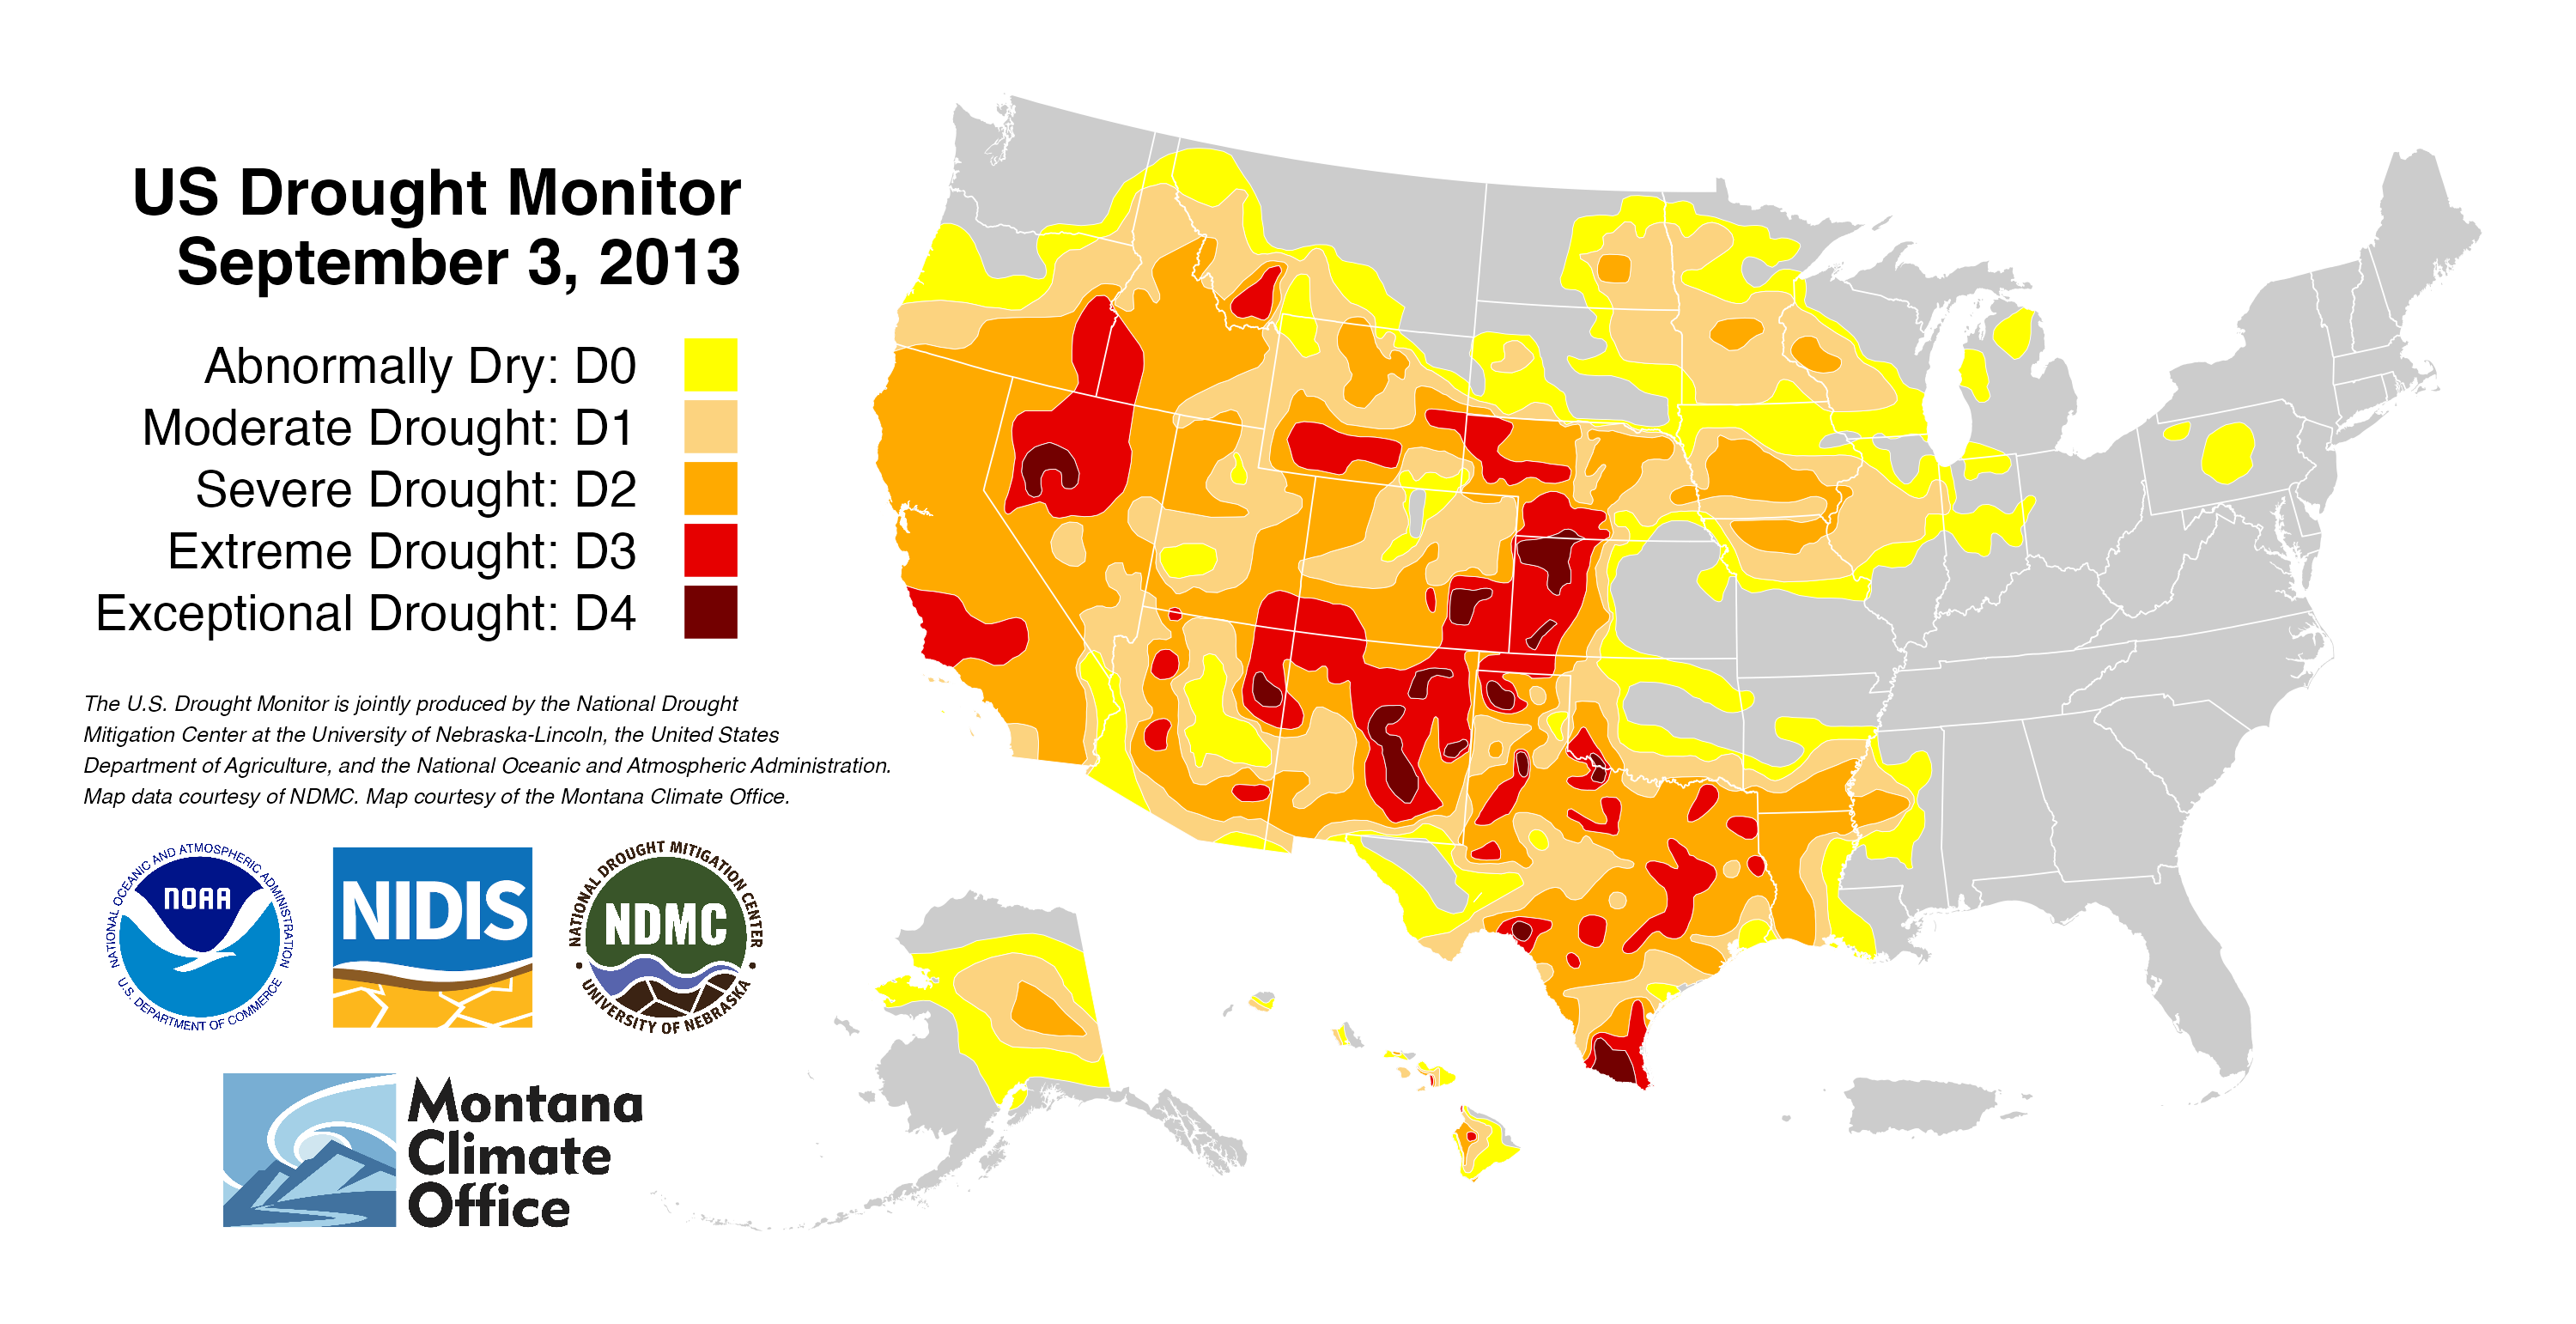 US Drought Monitor
September 3, 2013
Abnormally Dry: D0
Moderate Drought: D1
Severe Drought: D2
Extreme Drought: D3
Exceptional Drought: D4
The U.S. Drought Monitor is jointly produced by the National Drought
Mitigation Center at the University of Nebraska-Lincoln, the United States
Department of Agriculture, and the National Oceanic and Atmospheric Administration.
Map data courtesy of NDMC. Map courtesy of the Montana Climate Office.
NATIONAL OCEANIC AND ATMOSPHERIC ADMINISTRATION
NOAA
U.S. DEPARTMENT OF COMMERCE
NIDIS
NATIONAL DROUGHT MITIGATION CENTER
NDMC
UNIVERSITY OF NEBRASKA
Montana
Climate
Office